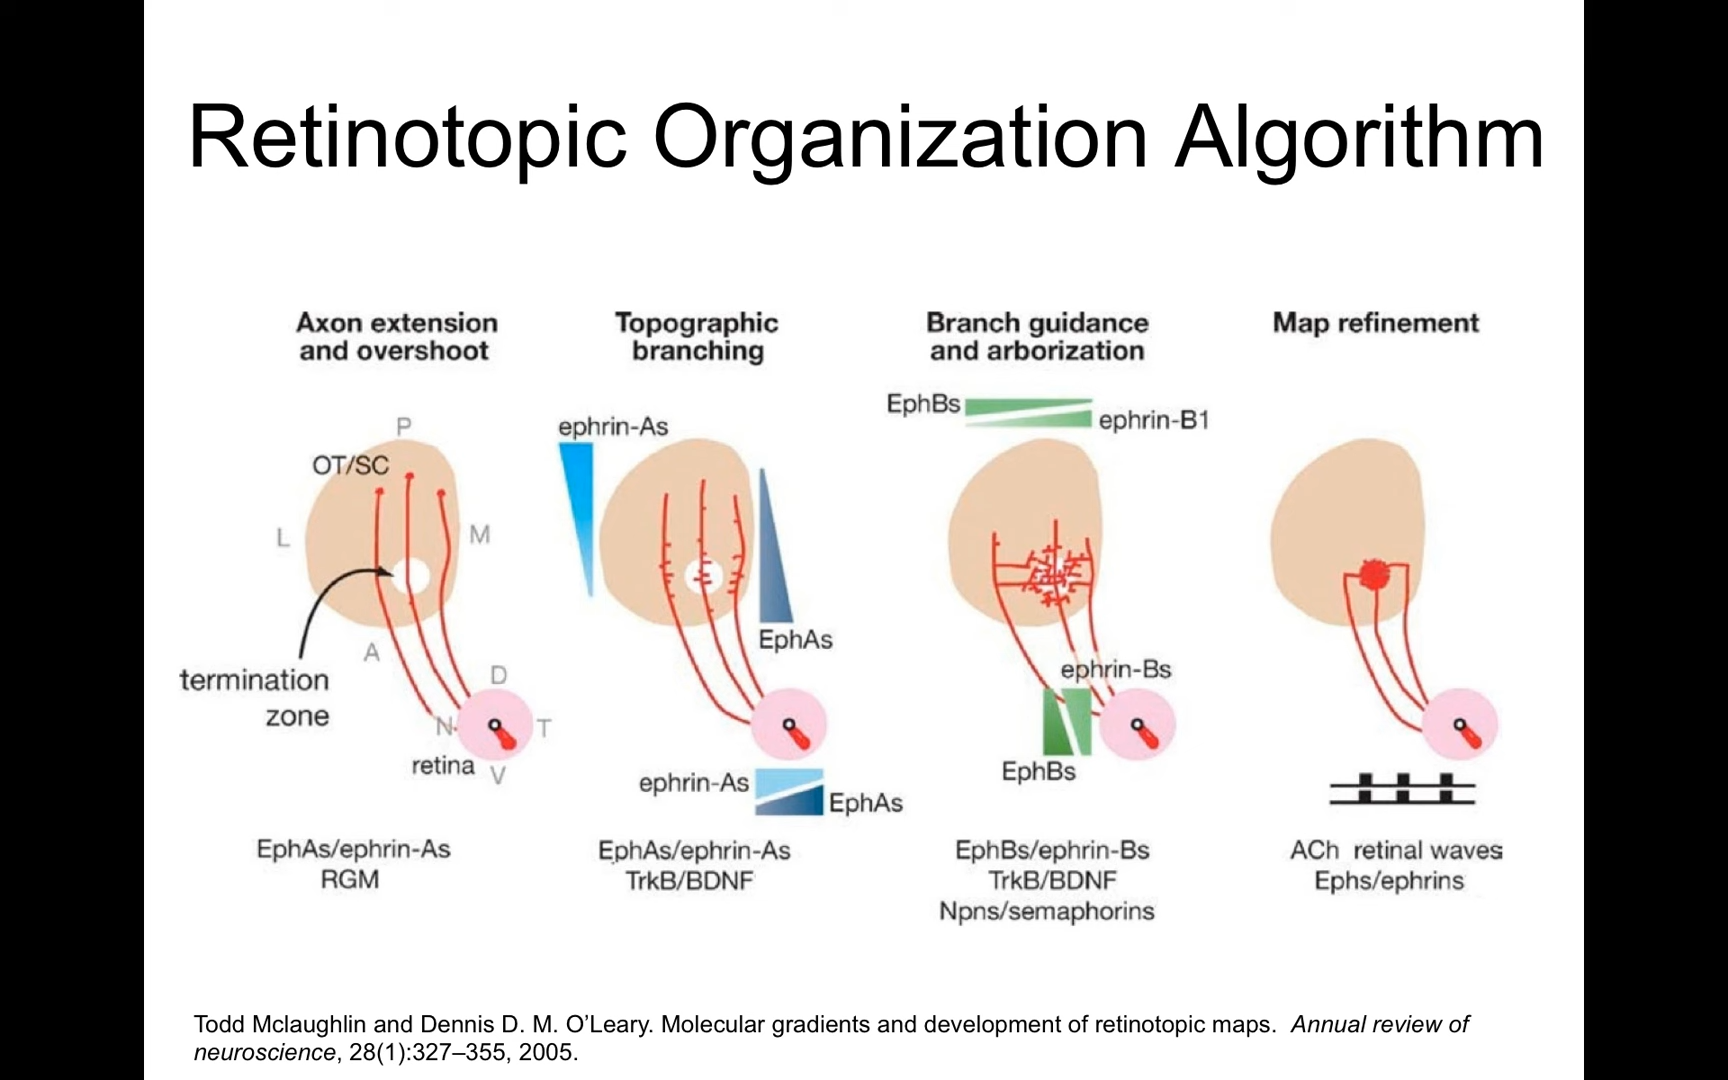 Retinotopic Organization Algorithm
Axon extension
and overshoot
P
OT/SC
L
M
A
termination
zone
D
N
T
retina
V
EphAs/ephrin-As
RGM
Topographic
branching
ephrin-As
EphAs
ephrin-As
EphAs
EphAs/ephrin-As
TrkB/BDNF
Branch guidance
and arborization
EphBs
ephrin-B1
ephrin-Bs
EphBs
EphBs/ephrin-Bs
TrkB/BDNF
Npns/semaphorins
Map refinement
ACh retinal waves
Ephs/ephrins
Todd Mclaughlin and Dennis D. M. O’Leary. Molecular gradients and development of retinotopic maps. Annual review of
neuroscience, 28(1):327–355, 2005.